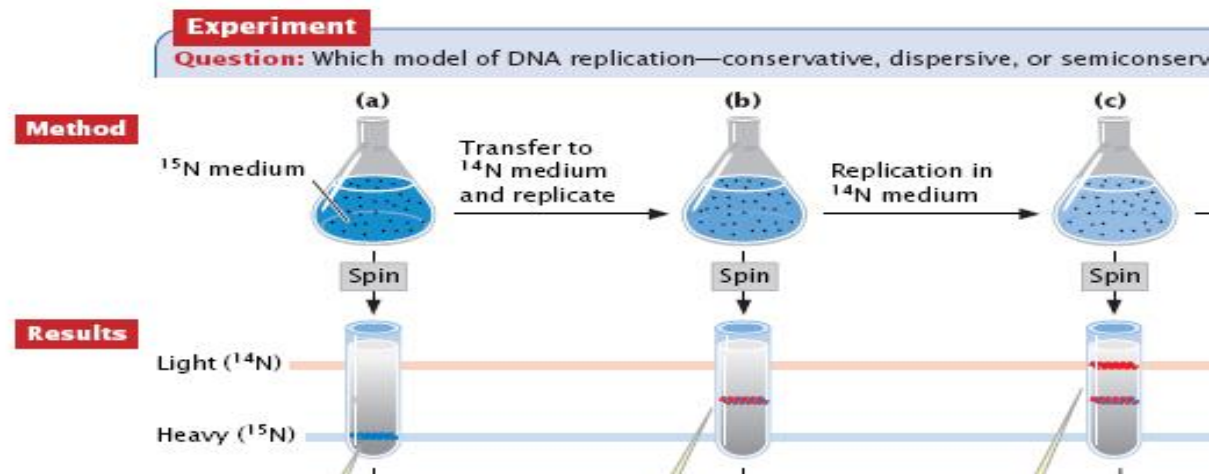 Experiment
Question: Which model of DNA replication—conservative, dispersive, or semiconserv
(a)
(b)
(c)
Method
¹⁵N medium
Transfer to
¹⁴N medium
and replicate
Replication in
¹⁴N medium
Spin
Spin
Spin
Results
Light (¹⁴N)
Heavy (¹⁵N)